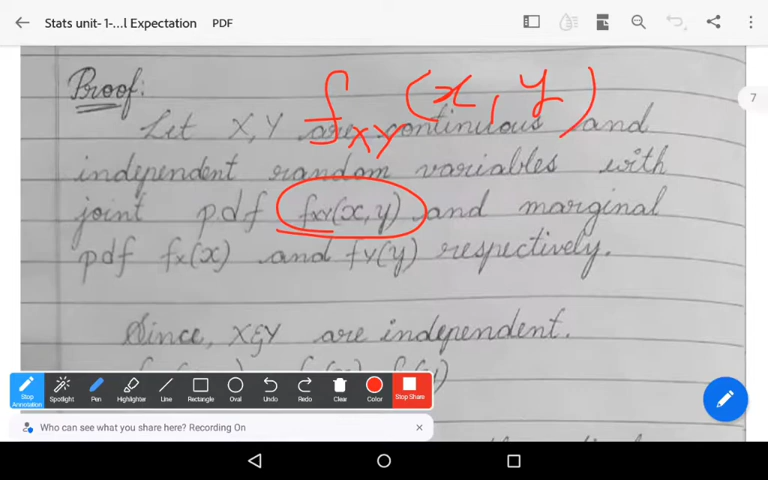 Stats unit- 1-...l Expectation PDF
7
Proof:
f_XY (x, y)
Let X, Y are continuous and
independent random variables with
joint pdf fxy(x,y) and marginal
pdf fx(x) and fy(y) respectively.
Since, X&Y are independent.
Stop Annotation Spotlight Pen Highlighter Line Rectangle Oval Undo Redo Clear Color Stop Share
Who can see what you share here? Recording On